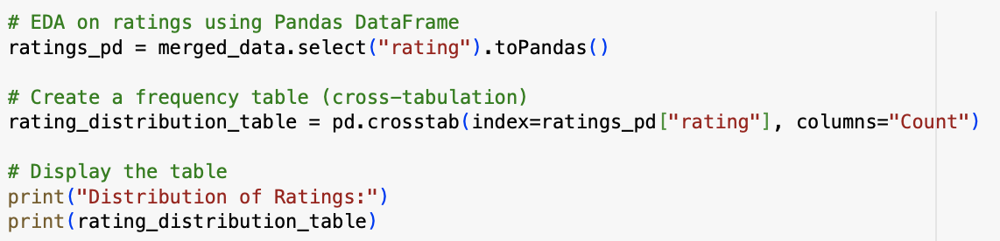 # EDA on ratings using Pandas DataFrame
ratings_pd = merged_data.select("rating").toPandas()
# Create a frequency table (cross-tabulation)
rating_distribution_table = pd.crosstab(index=ratings_pd["rating"], columns="Count")
# Display the table
print("Distribution of Ratings:")
print(rating_distribution_table)